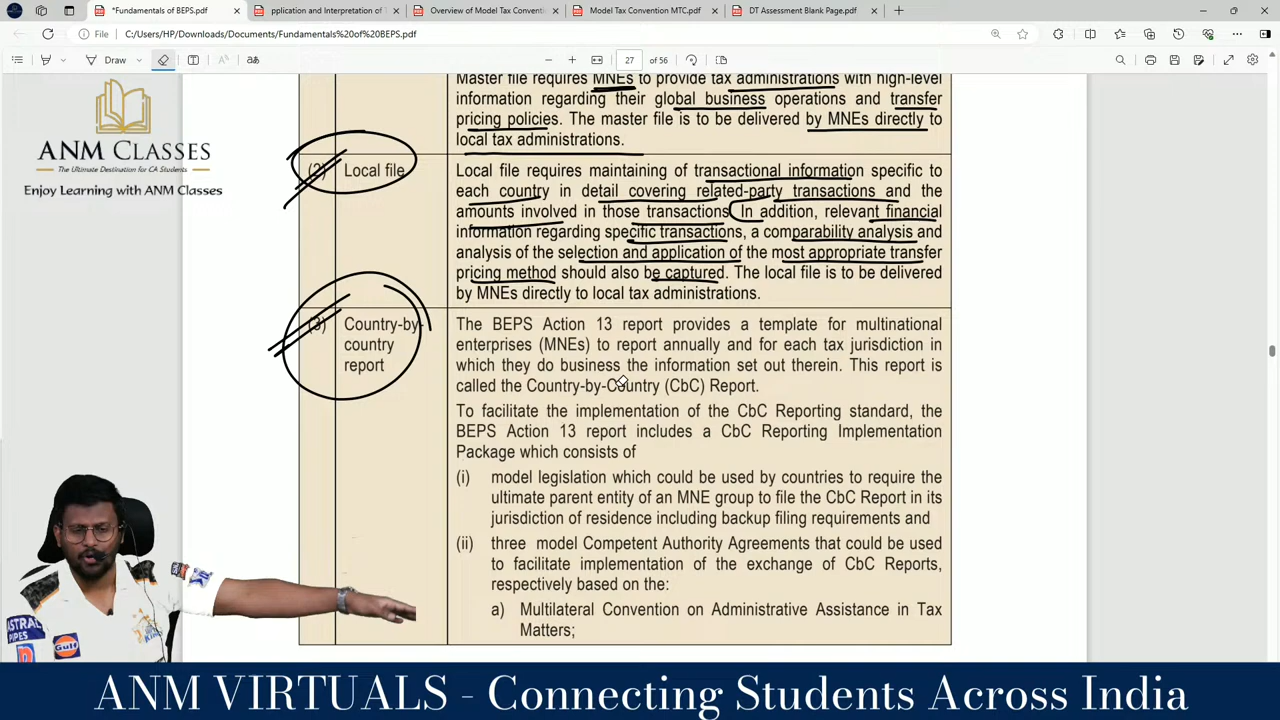 *Fundamentals of BEPS.pdf
pplication and Interpretation of T
Overview of Model Tax Conventi
Model Tax Convention MTC.pdf
DT Assessment Blank Page.pdf
File
C:/Users/HP/Downloads/Documents/Fundamentals%20of%20BEPS.pdf
Draw
27 of 56
ANM CLASSES
The Ultimate Destination for CA Students
Enjoy Learning with ANM Classes
Master file requires MNEs to provide tax administrations with high-level
information regarding their global business operations and transfer
pricing policies. The master file is to be delivered by MNEs directly to
local tax administrations.
(2) Local file
Local file requires maintaining of transactional information specific to
each country in detail covering related-party transactions and the
amounts involved in those transactions. In addition, relevant financial
information regarding specific transactions, a comparability analysis and
analysis of the selection and application of the most appropriate transfer
pricing method should also be captured. The local file is to be delivered
by MNEs directly to local tax administrations.
(3) Country-by-
country
report
The BEPS Action 13 report provides a template for multinational
enterprises (MNEs) to report annually and for each tax jurisdiction in
which they do business the information set out therein. This report is
called the Country-by-Country (CbC) Report.
To facilitate the implementation of the CbC Reporting standard, the
BEPS Action 13 report includes a CbC Reporting Implementation
Package which consists of
(i) model legislation which could be used by countries to require the
ultimate parent entity of an MNE group to file the CbC Report in its
jurisdiction of residence including backup filing requirements and
(ii) three model Competent Authority Agreements that could be used
to facilitate implementation of the exchange of CbC Reports,
respectively based on the:
a) Multilateral Convention on Administrative Assistance in Tax
Matters;
ASTRAL
PIPES
Gulf
ANM VIRTUALS - Connecting Students Across India